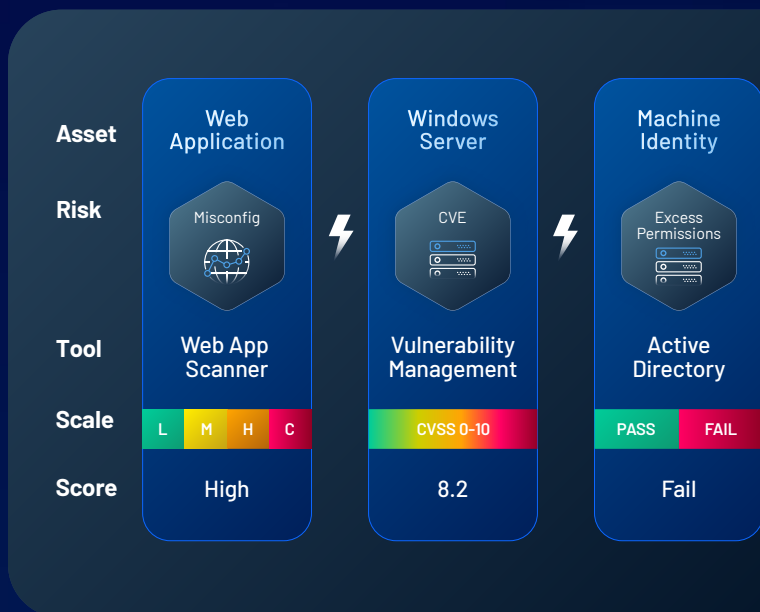 Asset
Web
Application
Windows
Server
Machine
Identity
Risk
Misconfig
CVE
Excess
Permissions
Tool
Web App
Scanner
Vulnerability
Management
Active
Directory
Scale
L M H C
CVSS 0-10
PASS FAIL
Score
High
8.2
Fail